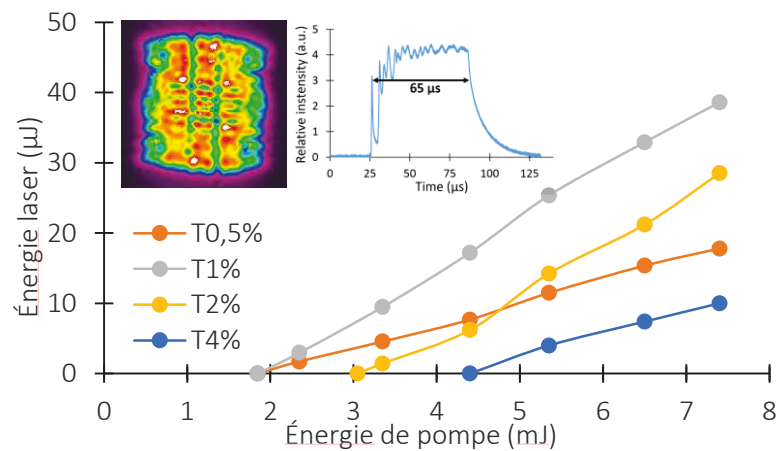 50
40
30
20
10
0
Énergie laser (µJ)
Relative instensity (a.u.)
5
4
3
2
1
0
65 µs
0 25 50 75 100 125
Time (µs)
T0,5%
T1%
T2%
T4%
0 1 2 3 4 5 6 7 8
Énergie de pompe (mJ)